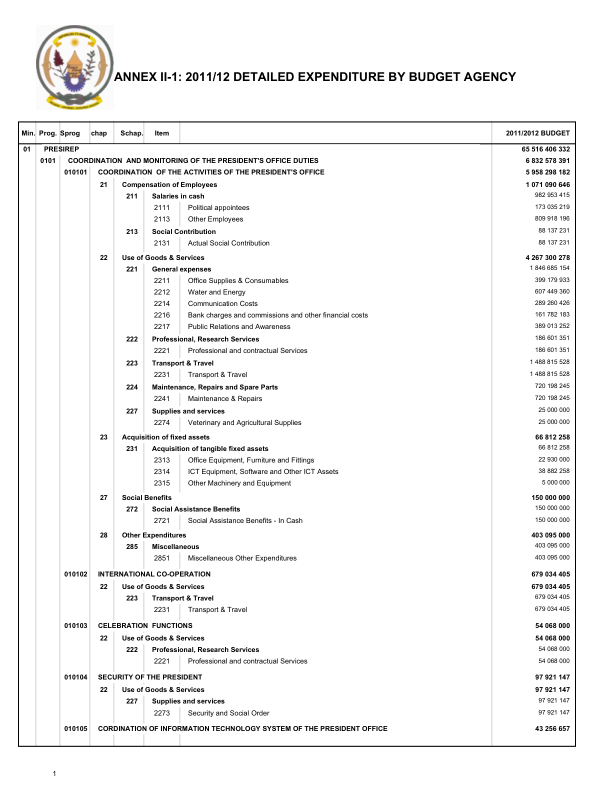 ANNEX II-1: 2011/12 DETAILED EXPENDITURE BY BUDGET AGENCY
Min. Prog. Sprog chap Schap. Item 2011/2012 BUDGET
01 PRESIREP 65 516 406 332
0101 COORDINATION AND MONITORING OF THE PRESIDENT'S OFFICE DUTIES 6 832 578 391
010101 COORDINATION OF THE ACTIVITIES OF THE PRESIDENT'S OFFICE 5 958 298 182
21 Compensation of Employees 1 071 090 646
211 Salaries in cash 982 953 415
2111 Political appointees 173 035 219
2113 Other Employees 809 918 196
213 Social Contribution 88 137 231
2131 Actual Social Contribution 88 137 231
22 Use of Goods & Services 4 267 300 278
221 General expenses 1 846 685 154
2211 Office Supplies & Consumables 399 179 933
2212 Water and Energy 607 449 360
2214 Communication Costs 289 260 426
2216 Bank charges and commissions and other financial costs 161 782 183
2217 Public Relations and Awareness 389 013 252
222 Professional, Research Services 186 601 351
2221 Professional and contractual Services 186 601 351
223 Transport & Travel 1 488 815 528
2231 Transport & Travel 1 488 815 528
224 Maintenance, Repairs and Spare Parts 720 198 245
2241 Maintenance & Repairs 720 198 245
227 Supplies and services 25 000 000
2274 Veterinary and Agricultural Supplies 25 000 000
23 Acquisition of fixed assets 66 812 258
231 Acquisition of tangible fixed assets 66 812 258
2313 Office Equipment, Furniture and Fittings 22 930 000
2314 ICT Equipment, Software and Other ICT Assets 38 882 258
2315 Other Machinery and Equipment 5 000 000
27 Social Benefits 150 000 000
272 Social Assistance Benefits 150 000 000
2721 Social Assistance Benefits - In Cash 150 000 000
28 Other Expenditures 403 095 000
285 Miscellaneous 403 095 000
2851 Miscellaneous Other Expenditures 403 095 000
010102 INTERNATIONAL CO-OPERATION 679 034 405
22 Use of Goods & Services 679 034 405
223 Transport & Travel 679 034 405
2231 Transport & Travel 679 034 405
010103 CELEBRATION FUNCTIONS 54 068 000
22 Use of Goods & Services 54 068 000
222 Professional, Research Services 54 068 000
2221 Professional and contractual Services 54 068 000
010104 SECURITY OF THE PRESIDENT 97 921 147
22 Use of Goods & Services 97 921 147
227 Supplies and services 97 921 147
2273 Security and Social Order 97 921 147
010105 CORDINATION OF INFORMATION TECHNOLOGY SYSTEM OF THE PRESIDENT OFFICE 43 256 657
1